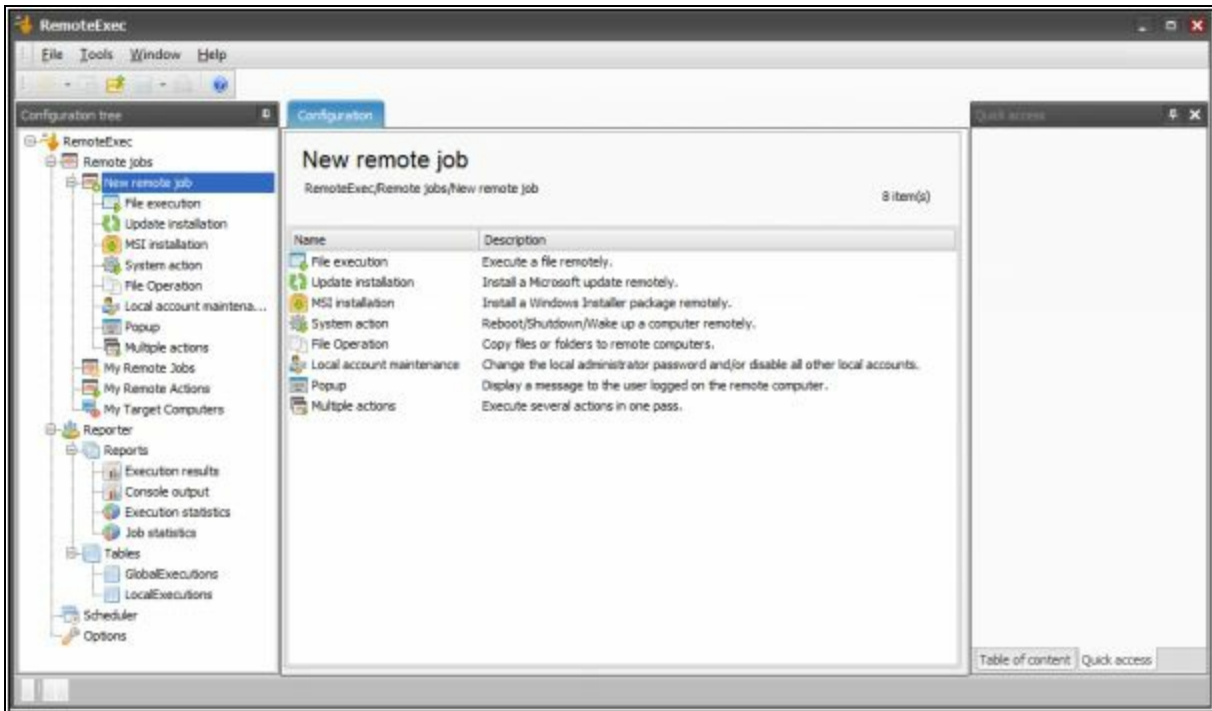 RemoteExec
File Tools Window Help
Configuration tree
RemoteExec
Remote jobs
New remote job
File execution
Update installation
MSI installation
System action
File Operation
Local account maintena...
Popup
Multiple actions
My Remote Jobs
My Remote Actions
My Target Computers
Reporter
Reports
Execution results
Console output
Execution statistics
Job statistics
Tables
GlobalExecutions
LocalExecutions
Scheduler
Options
Configuration
New remote job
RemoteExec/Remote jobs/New remote job
8 item(s)
Name Description
File execution Execute a file remotely.
Update installation Install a Microsoft update remotely.
MSI installation Install a Windows Installer package remotely.
System action Reboot/Shutdown/Wake up a computer remotely.
File Operation Copy files or folders to remote computers.
Local account maintenance Change the local administrator password and/or disable all other local accounts.
Popup Display a message to the user logged on the remote computer.
Multiple actions Execute several actions in one pass.
Quick access
Table of content Quick access